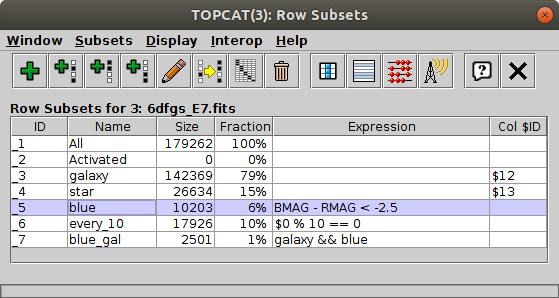 TOPCAT(3): Row Subsets
Window Subsets Display Interop Help
Row Subsets for 3: 6dfgs_E7.fits
ID Name Size Fraction Expression Col $ID
_1 All 179262 100%
_2 Activated 0 0%
_3 galaxy 142369 79% $12
_4 star 26634 15% $13
_5 blue 10203 6% BMAG - RMAG < -2.5
_6 every_10 17926 10% $0 % 10 == 0
_7 blue_gal 2501 1% galaxy && blue